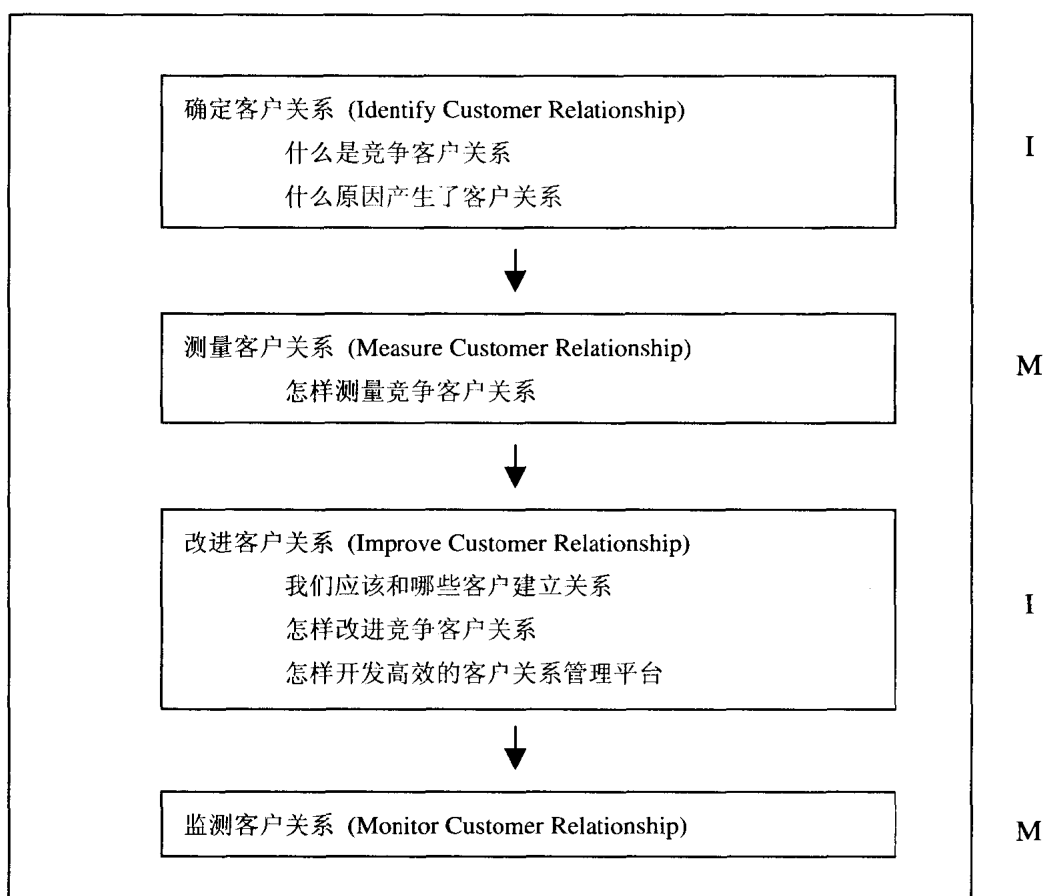 确定客户关系 (Identify Customer Relationship)
什么是竞争客户关系
什么原因产生了客户关系
I
测量客户关系 (Measure Customer Relationship)
怎样测量竞争客户关系
M
改进客户关系 (Improve Customer Relationship)
我们应该和哪些客户建立关系
怎样改进竞争客户关系
怎样开发高效的客户关系管理平台
I
监测客户关系 (Monitor Customer Relationship)
M